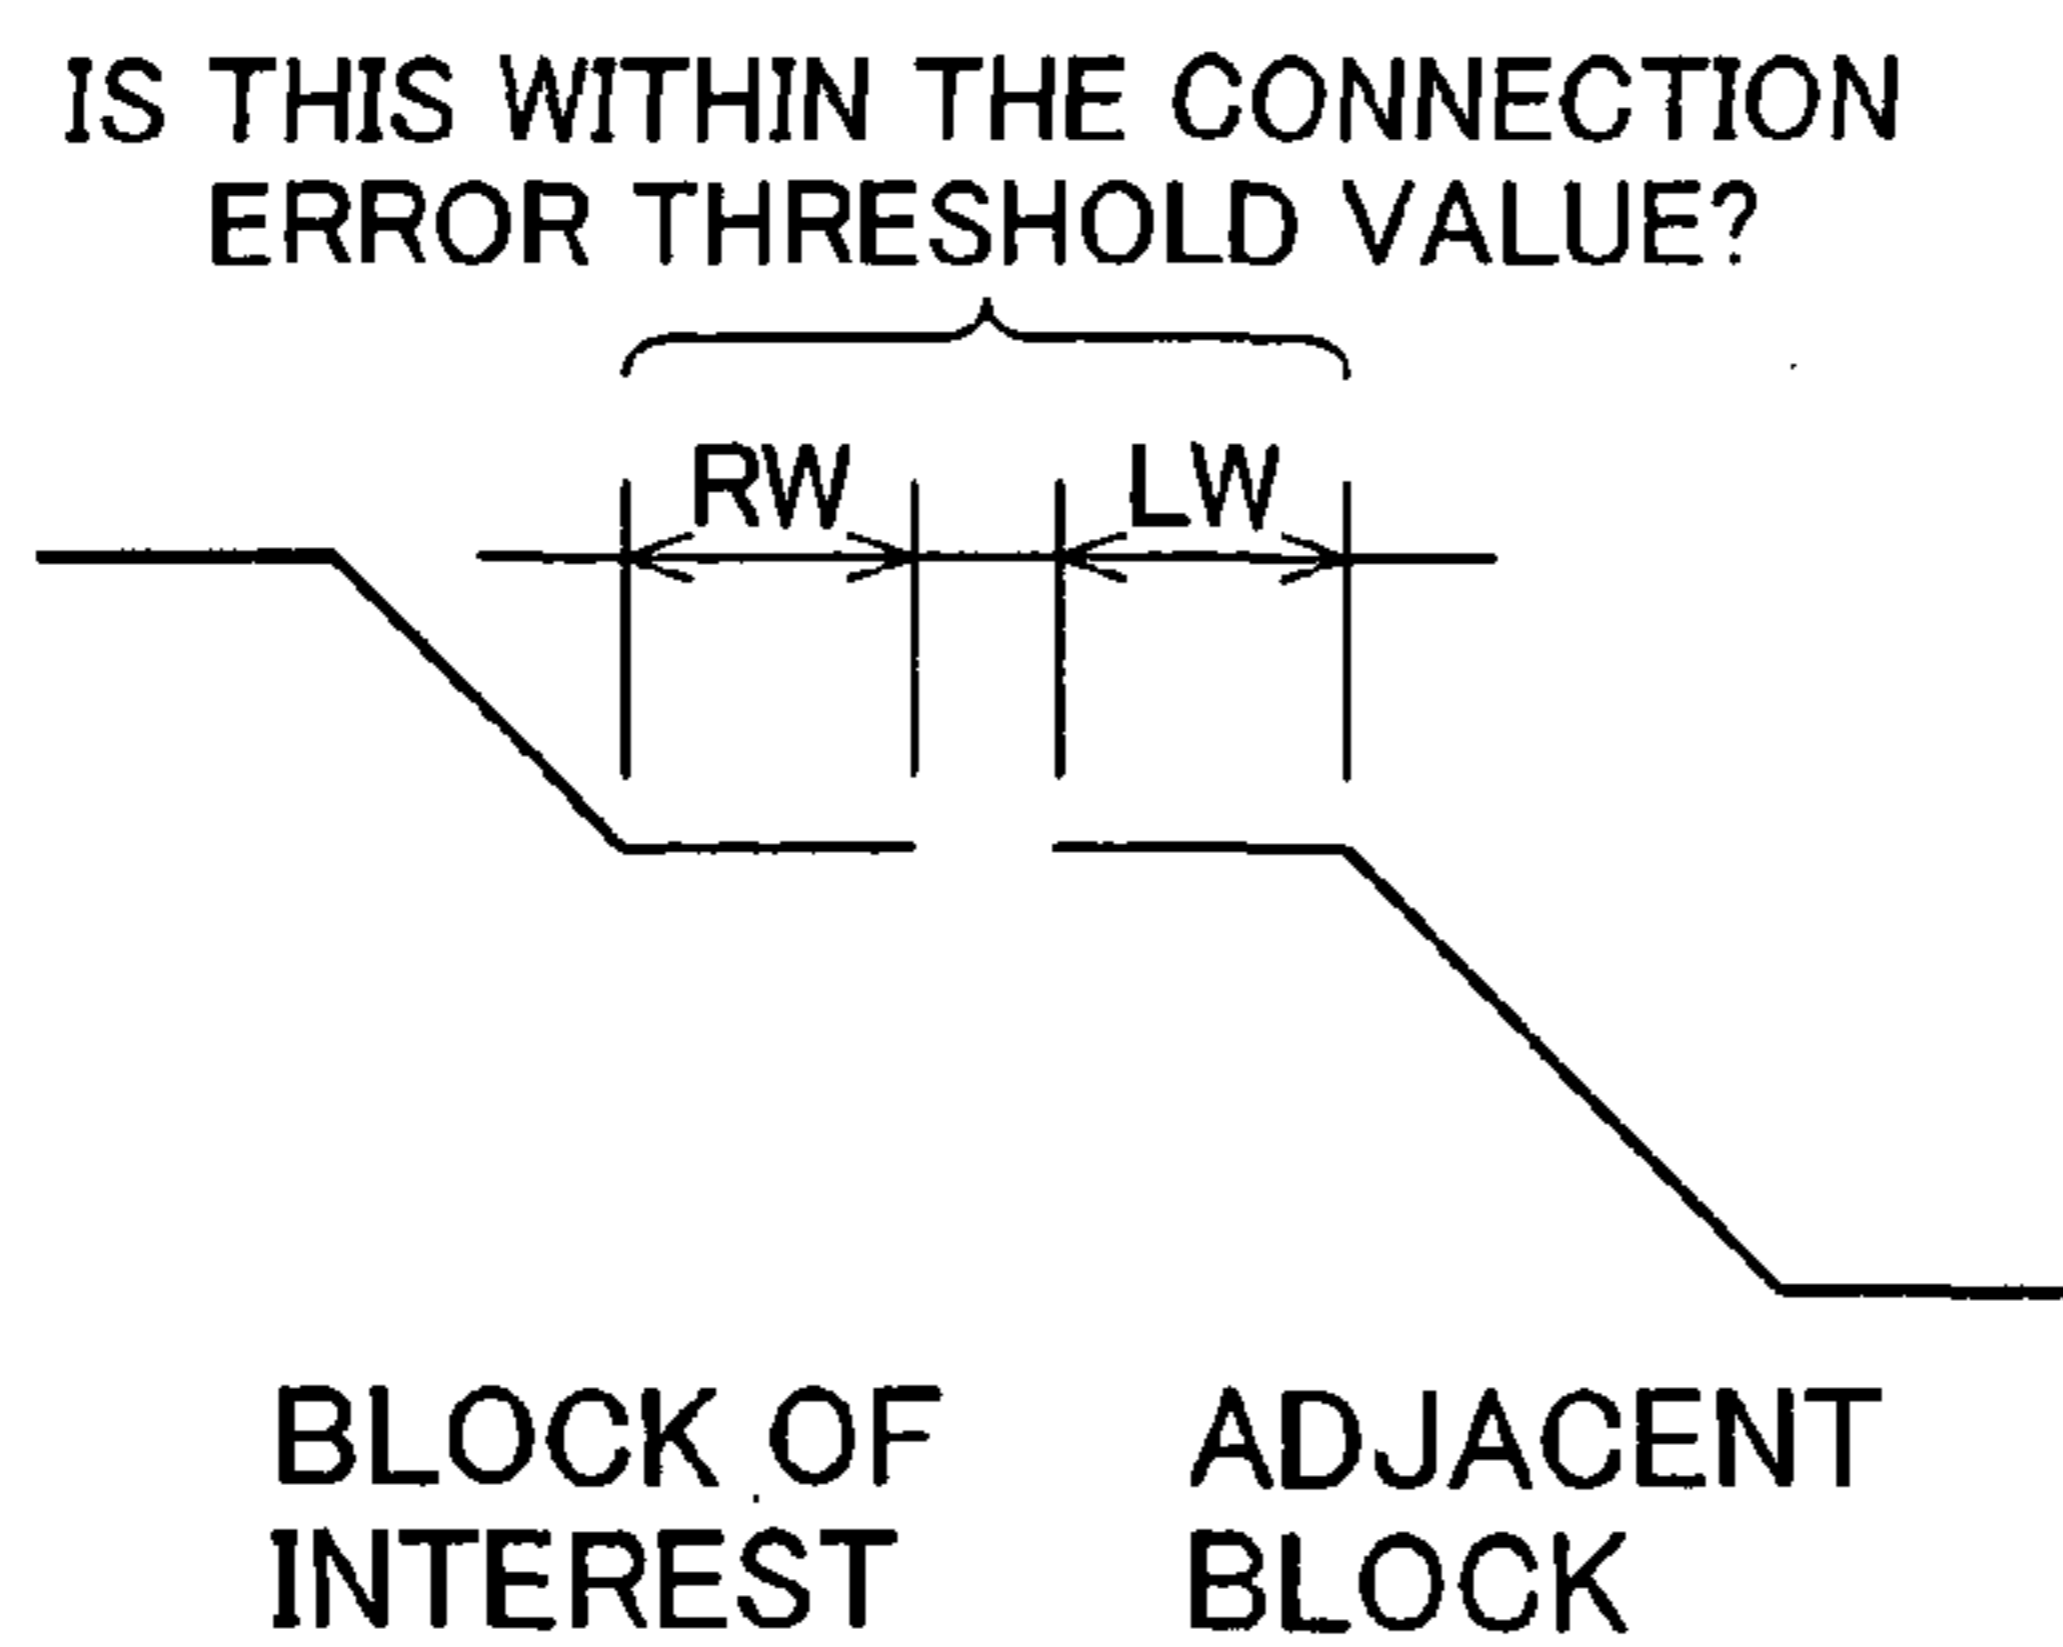 IS THIS WITHIN THE CONNECTION
ERROR THRESHOLD VALUE?
RW LW
BLOCK OF
INTEREST
ADJACENT
BLOCK